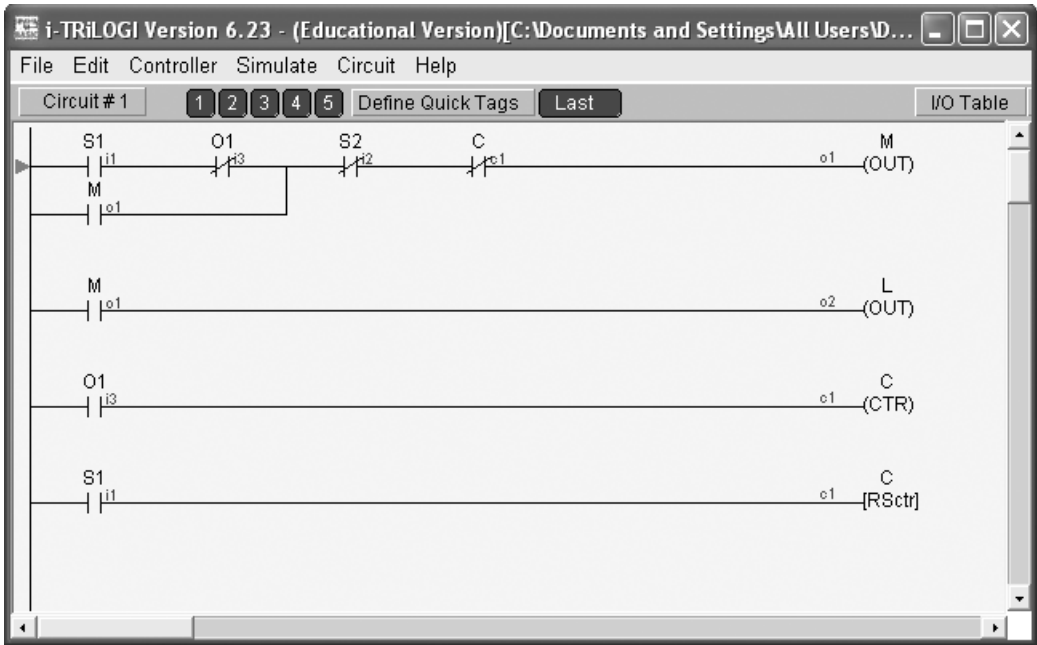 i-TRiLOGI Version 6.23 - (Educational Version)[C:\Documents and Settings\All Users\D...
File Edit Controller Simulate Circuit Help
Circuit # 1 1 2 3 4 5 Define Quick Tags Last I/O Table
S1 O1 S2 C M
i1 i3 i2 c1 o1 (OUT)
M
o1
M L
o1 o2 (OUT)
O1 C
i3 c1 (CTR)
S1 C
i1 c1 [RSctr]